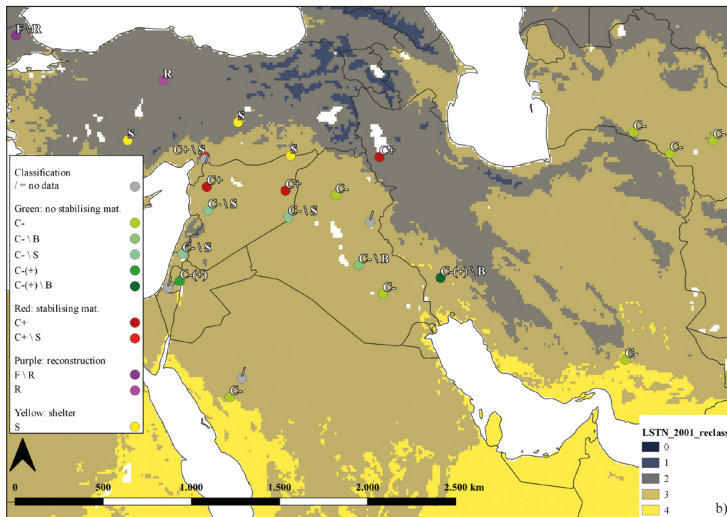 F \ R
R
S
S
C+ \ S
S
C+
C-
C-
C-
C+
C+
C-
C- \ S
C- \ S
/
C- \ S
C- \ B
C-(+) \ B
C-(+)
/
C-
C-
/
C-
Classification
/ = no data
Green: no stabilising mat.
C-
C- \ B
C- \ S
C-(+)
C-(+) \ B
Red: stabilising mat.
C+
C+ \ S
Purple: reconstruction
F \ R
R
Yellow: shelter
S
LSTN_2001_reclass
0
1
2
3
4
0
500
1.000
1.500
2.000
2.500 km
b)